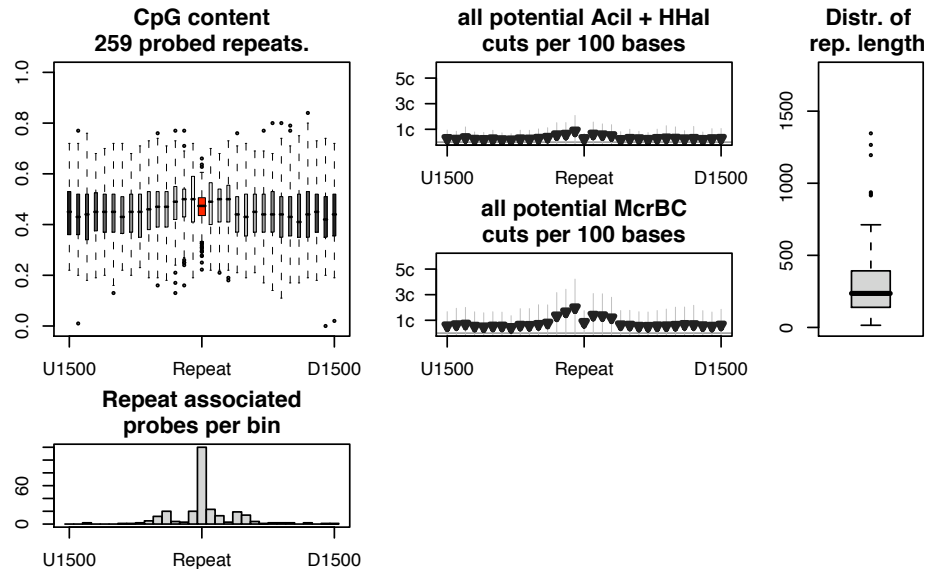 CpG content
259 probed repeats.
1.0
0.8
0.6
0.4
0.2
0.0
U1500 Repeat D1500
all potential AciI + HHaI
cuts per 100 bases
5c
3c
1c
U1500 Repeat D1500
all potential McrBC
cuts per 100 bases
5c
3c
1c
U1500 Repeat D1500
Distr. of
rep. length
1500
1000
500
0
Repeat associated
probes per bin
60
0
U1500 Repeat D1500